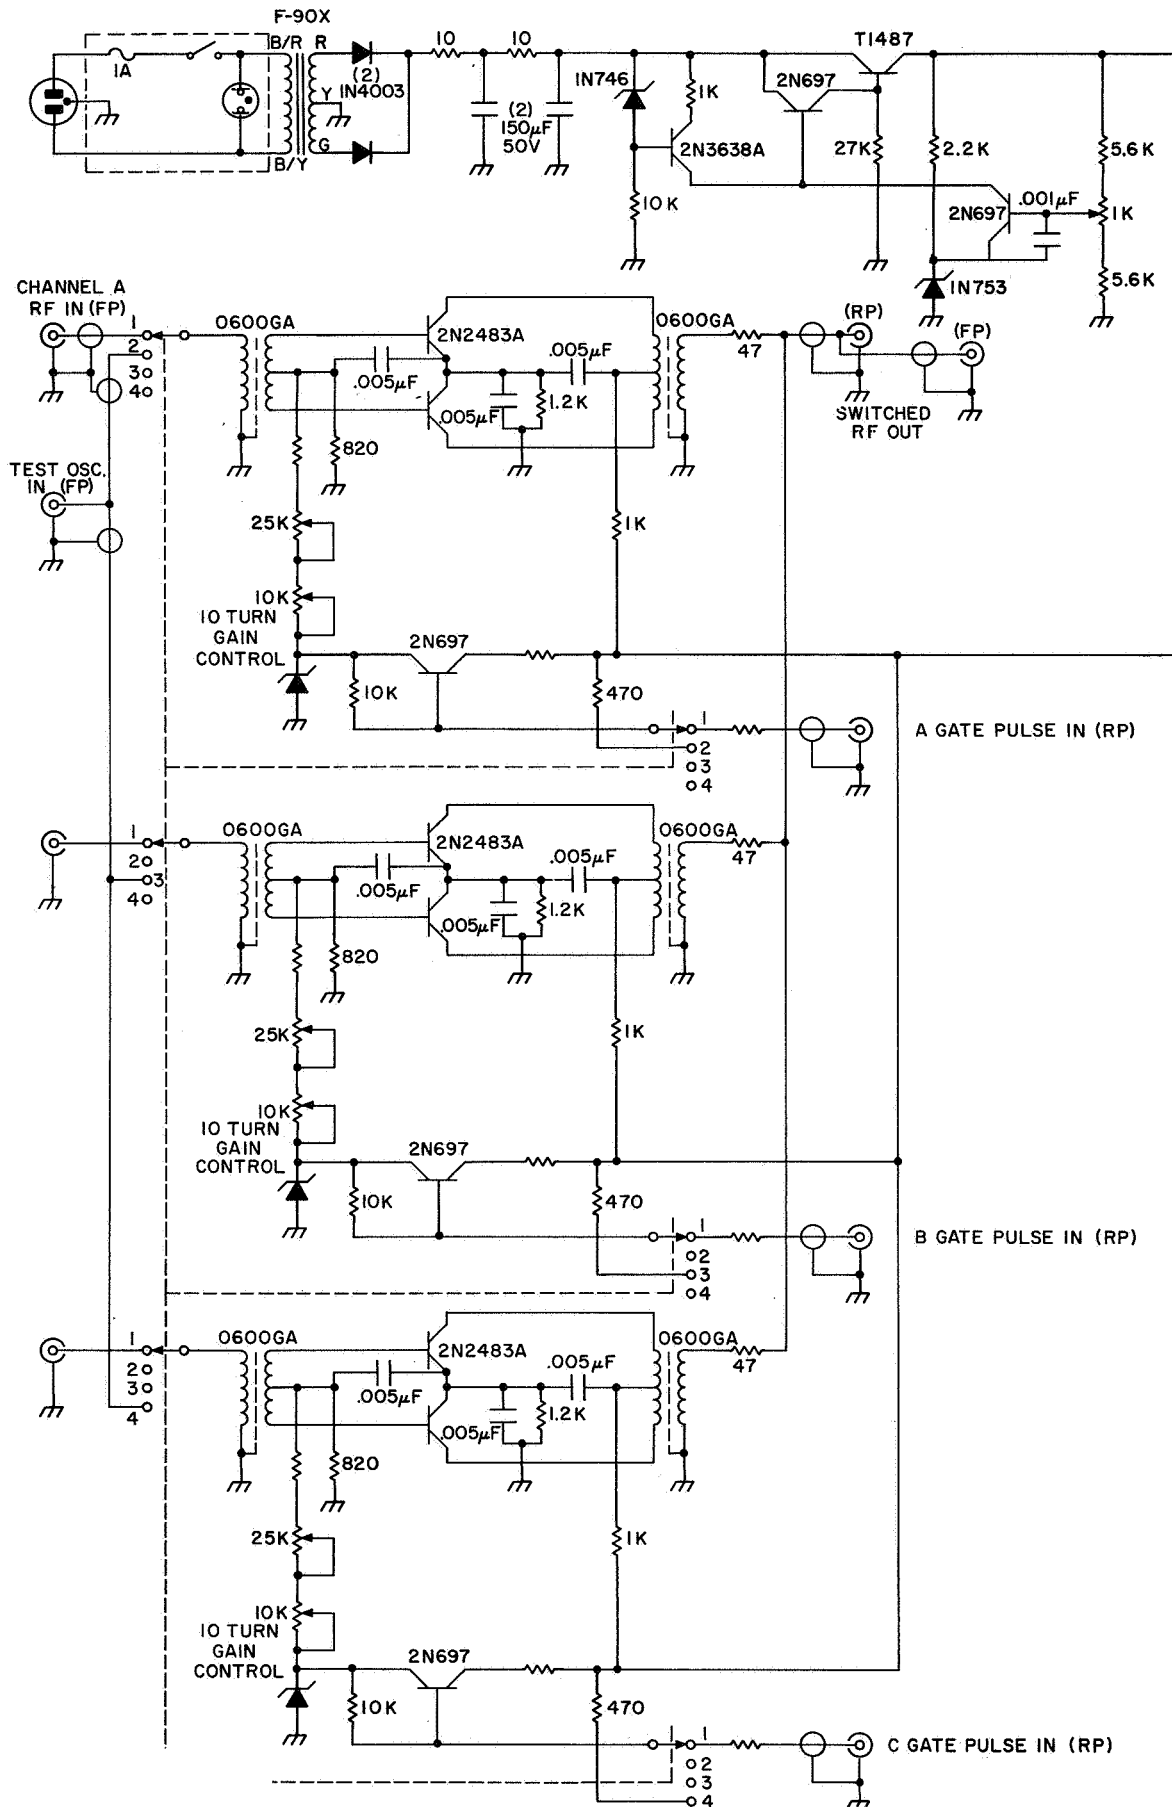 F-90X
B/R R
1A
(2)
1N4003
Y
G
B/Y
10
10
(2)
150µF
50V
1N746
1K
2N3638A
10K
2N697
T1487
27K
2.2K
2N697
.001µF
5.6K
1K
5.6K
1N753
CHANNEL A
RF IN (FP)
1
2
3
4
0600GA
2N2483A
.005µF
.005µF
.005µF
1.2K
820
0600GA
47
(RP)
(FP)
SWITCHED
RF OUT
TEST OSC.
IN (FP)
25K
1K
10K
10 TURN
GAIN
CONTROL
2N697
10K
470
1
2
3
4
A GATE PULSE IN (RP)
1
2
3
4
0600GA
2N2483A
.005µF
.005µF
.005µF
1.2K
820
0600GA
47
25K
1K
10K
10 TURN
GAIN
CONTROL
2N697
10K
470
1
2
3
4
B GATE PULSE IN (RP)
1
2
3
4
0600GA
2N2483A
.005µF
.005µF
.005µF
1.2K
820
0600GA
47
25K
1K
10K
10 TURN
GAIN
CONTROL
2N697
10K
470
1
2
3
4
C GATE PULSE IN (RP)